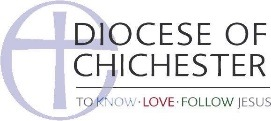 DIOCESE OF
CHICHESTER
TO KNOW · LOVE · FOLLOW JESUS